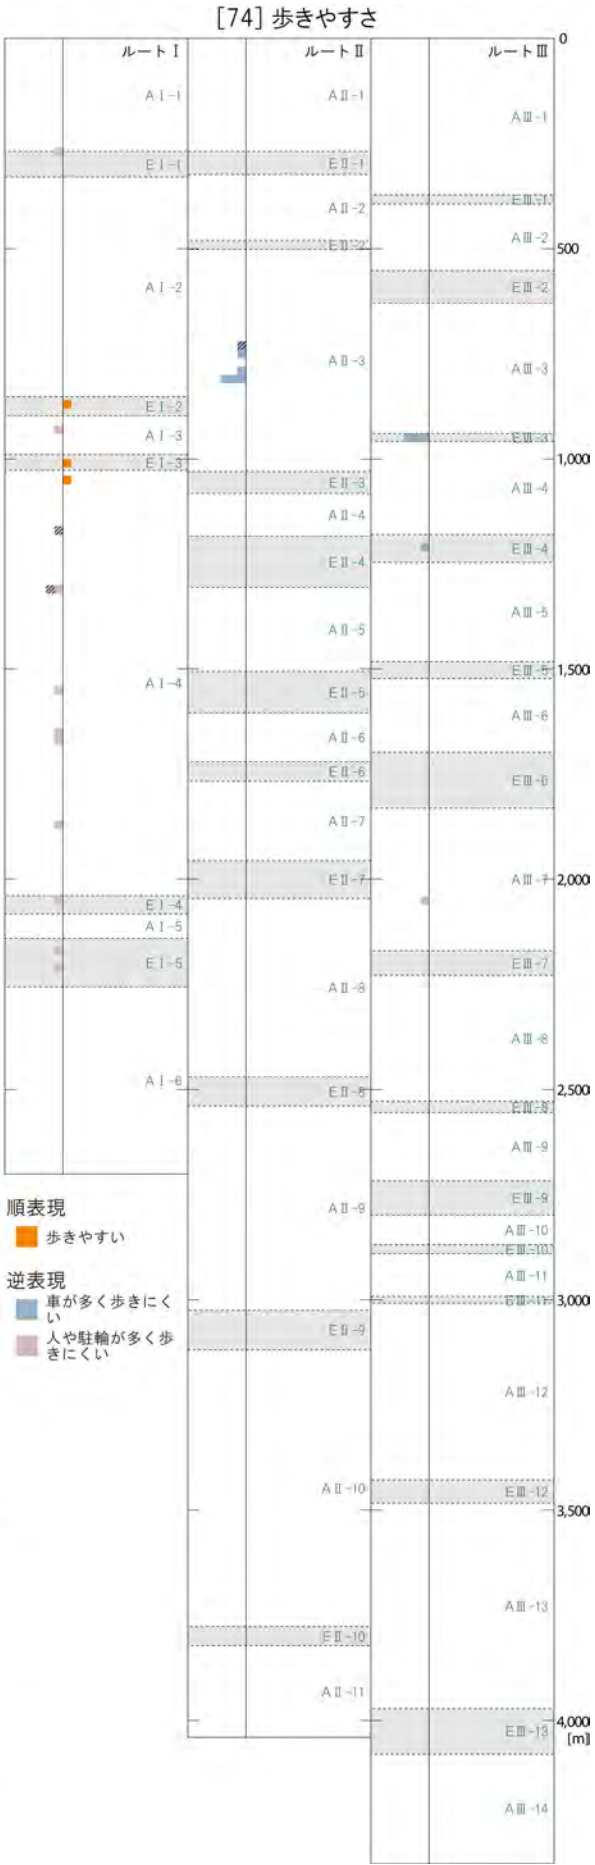 [74] 歩きやすさ
ルート Ⅰ
ルート Ⅱ
ルート Ⅲ
0
AⅠ-1
EⅠ-1
AⅠ-2
EⅠ-2
AⅠ-3
EⅠ-3
AⅠ-4
EⅠ-4
AⅠ-5
EⅠ-5
AⅠ-6
AⅡ-1
EⅡ-1
AⅡ-2
EⅡ-2
AⅡ-3
EⅡ-3
AⅡ-4
EⅡ-4
AⅡ-5
EⅡ-5
AⅡ-6
EⅡ-6
AⅡ-7
EⅡ-7
AⅡ-8
EⅡ-8
AⅡ-9
EⅡ-9
AⅡ-10
EⅡ-10
AⅡ-11
AⅢ-1
EⅢ-1
AⅢ-2
EⅢ-2
AⅢ-3
EⅢ-3
AⅢ-4
EⅢ-4
AⅢ-5
EⅢ-5
AⅢ-6
EⅢ-6
AⅢ-7
EⅢ-7
AⅢ-8
EⅢ-8
AⅢ-9
EⅢ-9
AⅢ-10
EⅢ-10
AⅢ-11
EⅢ-11
AⅢ-12
EⅢ-12
AⅢ-13
EⅢ-13
AⅢ-14
500
1,000
1,500
2,000
2,500
3,000
3,500
4,000
[m]
順表現
歩きやすい
逆表現
車が多く歩きにく
い
人や駐輪が多く歩
きにくい